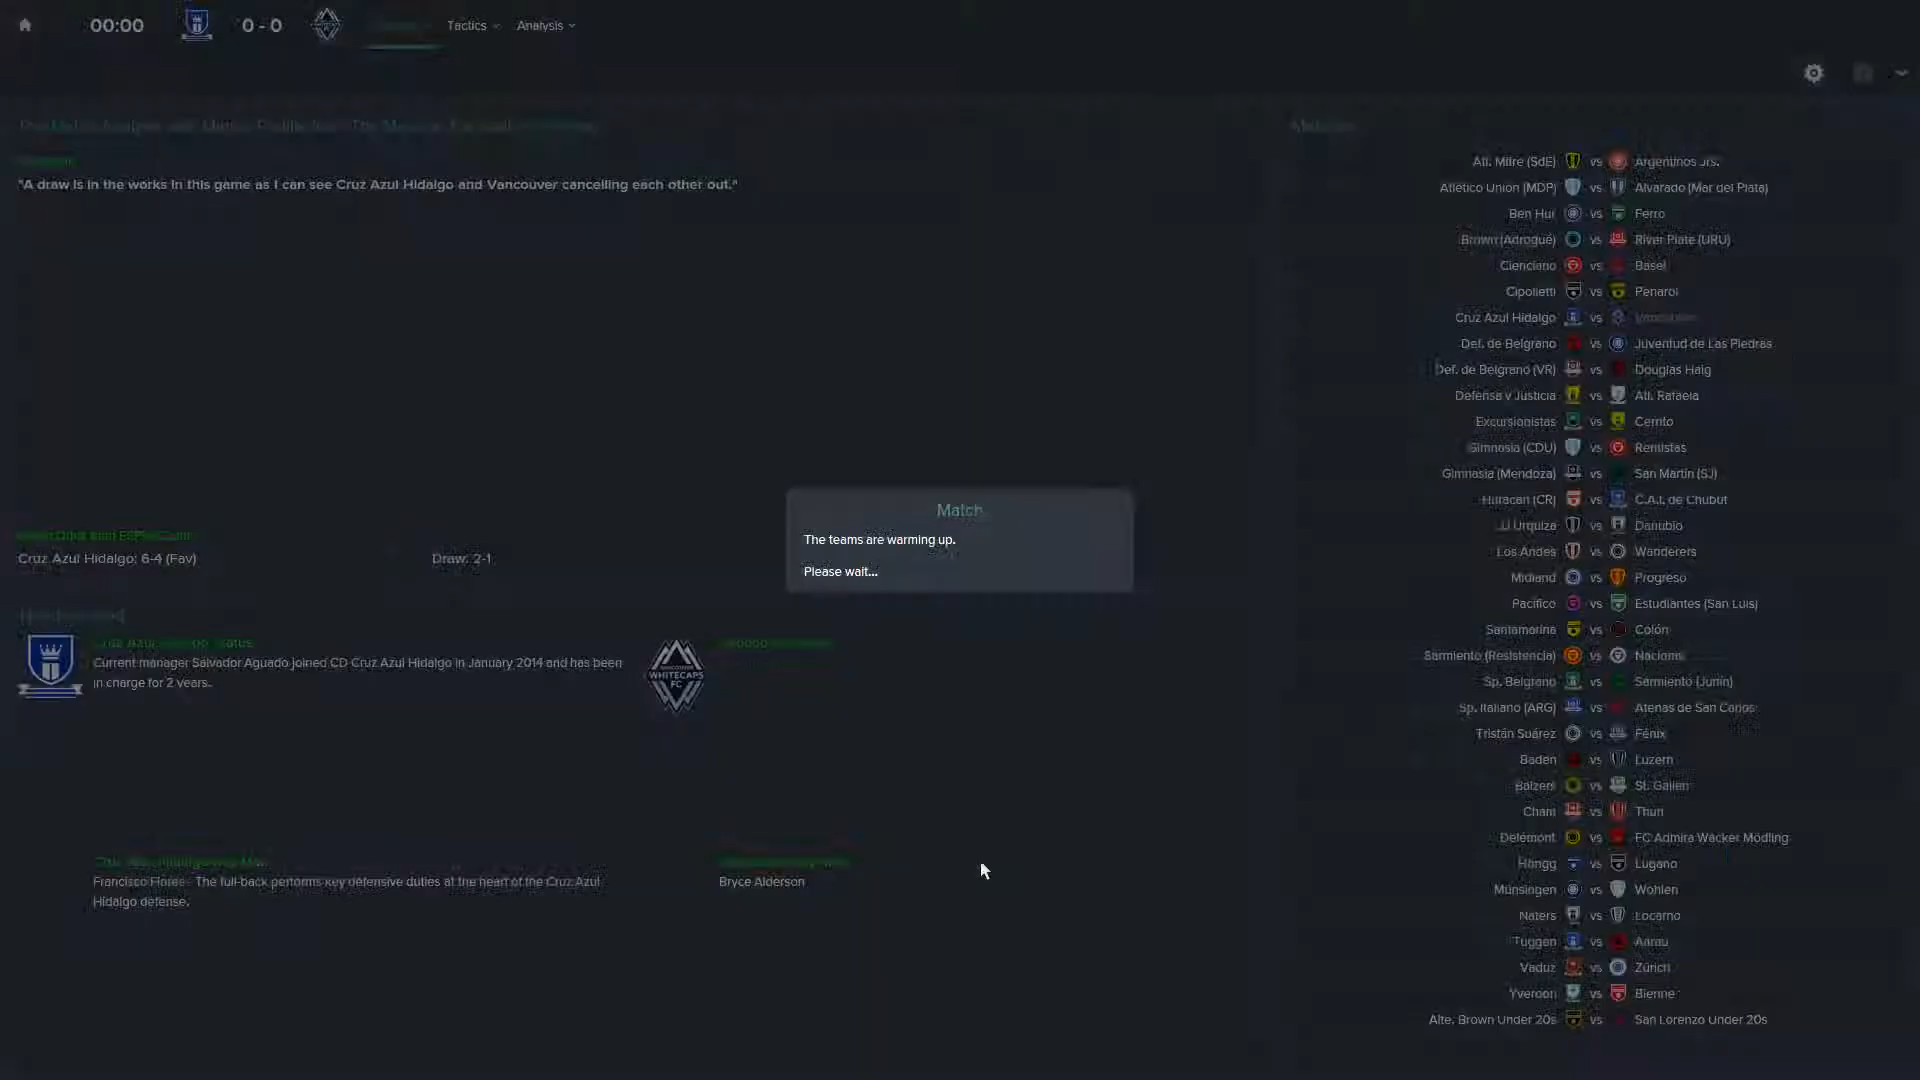 00:00
0 - 0
Tactics
Analysis
"A draw is in the works in this game as I can see Cruz Azul Hidalgo and Vancouver cancelling each other out."
Cruz Azul Hidalgo: 6-4 (Fav)
Draw: 2-1
Current manager Salvador Aguado joined CD Cruz Azul Hidalgo in January 2014 and has been
in charge for 2 years.
VANCOUVER
WHITECAPS
FC
Francisco Flores - The full-back performs key defensive duties at the heart of the Cruz Azul
Hidalgo defense.
Bryce Alderson
Match
The teams are warming up.
Please wait...
Atl. Mitre (SdE) vs Argentinos Jrs.
Atlético Unión (MDP) vs Alvarado (Mar del Plata)
Ben Hur vs Ferro
Brown (Adrogué) vs River Plate (URU)
Cienciano vs Basel
Cipolletti vs Penarol
Cruz Azul Hidalgo vs Vancouver
Def. de Belgrano vs Juventud de Las Piedras
Def. de Belgrano (VR) vs Douglas Haig
Defensa y Justicia vs Atl. Rafaela
Excursionistas vs Cerrito
Gimnasia (CDU) vs Rentistas
Gimnasia (Mendoza) vs San Martín (SJ)
Huracán (CR) vs C.A.I. de Chubut
JJ Urquiza vs Danubio
Los Andes vs Wanderers
Midland vs Progreso
Pacífico vs Estudiantes (San Luis)
Santamarina vs Colón
Sarmiento (Resistencia) vs Nacional
Sp. Belgrano vs Sarmiento (Junín)
Sp. Italiano (ARG) vs Atenas de San Carlos
Tristán Suárez vs Fénix
Baden vs Luzern
Balzers vs St. Gallen
Cham vs Thun
Delémont vs FC Admira Wacker Mödling
Höngg vs Lugano
Münsingen vs Wohlen
Naters vs Locarno
Tuggen vs Aarau
Vaduz vs Zürich
Yverdon vs Bienne
Alte. Brown Under 20s vs San Lorenzo Under 20s